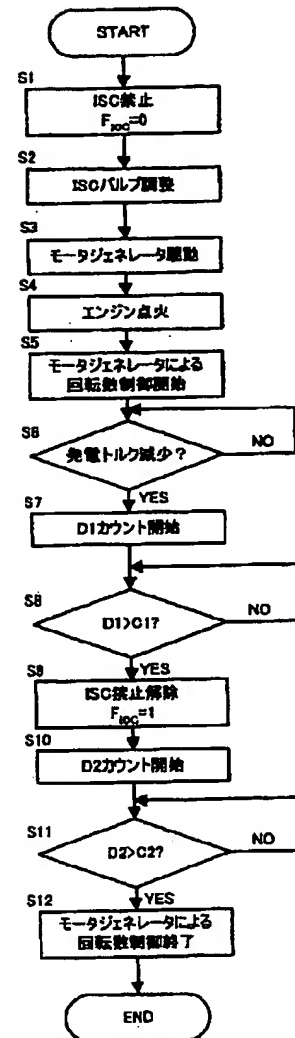 START
S1
ISC禁止
F_ISC=0
S2
ISCバルブ調整
S3
モータジェネレータ駆動
S4
エンジン点火
S5
モータジェネレータによる
回転数制御開始
S6
発電トルク減少？
NO
YES
S7
D1カウント開始
S8
D1>C1?
NO
YES
S9
ISC禁止解除
F_ISC=1
S10
D2カウント開始
S11
D2>C2?
NO
YES
S12
モータジェネレータによる
回転数制御終了
END